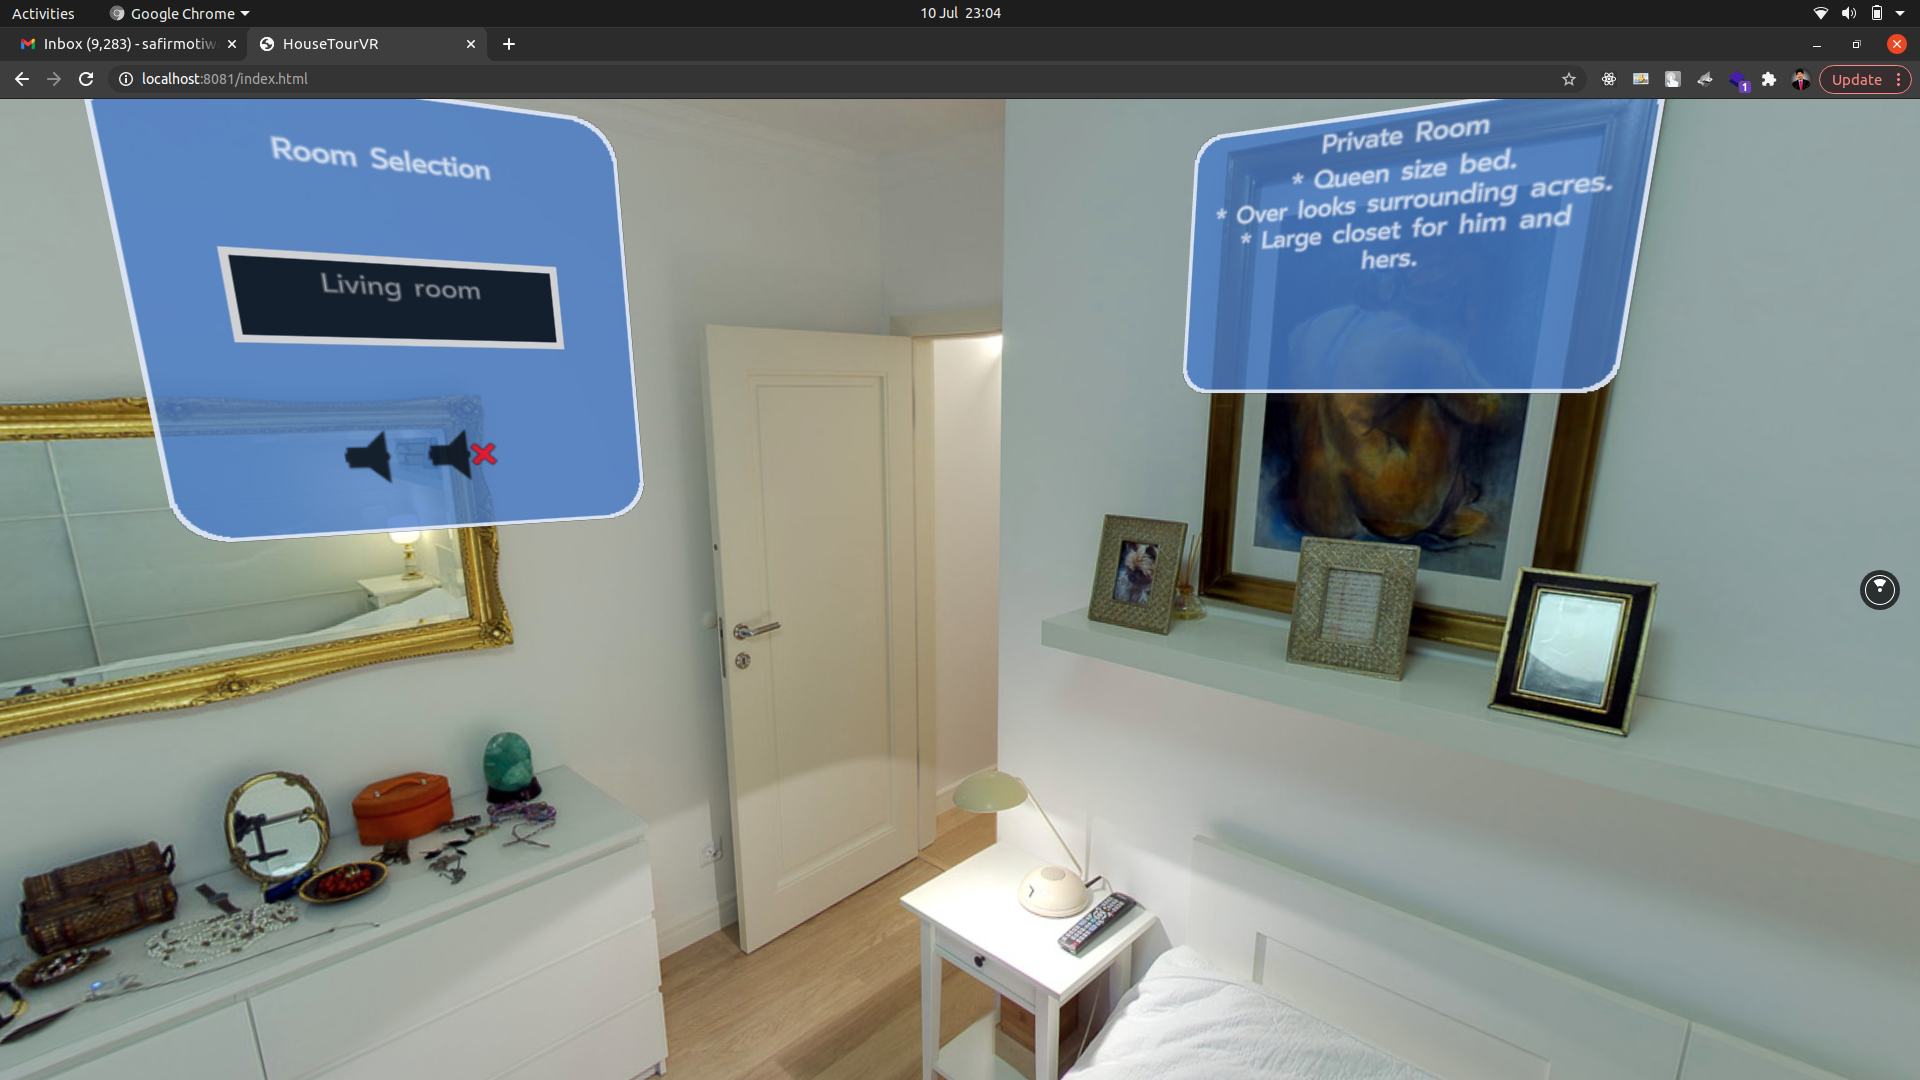 Activities
Google Chrome
10 Jul 23:04
Inbox (9,283) - safirmotiw
HouseTourVR
localhost:8081/index.html
1
Update
Room Selection
Living room
Private Room
* Queen size bed.
* Over looks surrounding acres.
* Large closet for him and
hers.